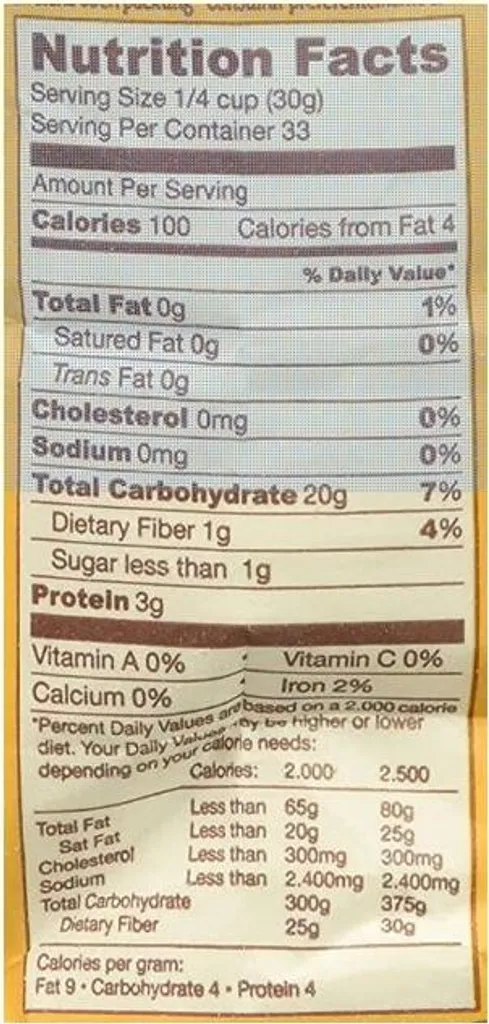 Nutrition Facts
Serving Size 1/4 cup (30g)
Serving Per Container 33
Amount Per Serving
Calories 100 Calories from Fat 4
% Daily Value*
Total Fat 0g 1%
Satured Fat 0g 0%
Trans Fat 0g
Cholesterol 0mg 0%
Sodium 0mg 0%
Total Carbohydrate 20g 7%
Dietary Fiber 1g 4%
Sugar less than 1g
Protein 3g
Vitamin A 0% • Vitamin C 0%
Calcium 0% • Iron 2%
*Percent Daily Values are based on a 2.000 calorie
diet. Your Daily Values may be higher or lower
depending on your calorie needs:
Calories: 2.000 2.500
Total Fat Less than 65g 80g
Sat Fat Less than 20g 25g
Cholesterol Less than 300mg 300mg
Sodium Less than 2.400mg 2.400mg
Total Carbohydrate 300g 375g
Dietary Fiber 25g 30g
Calories per gram:
Fat 9 • Carbohydrate 4 • Protein 4